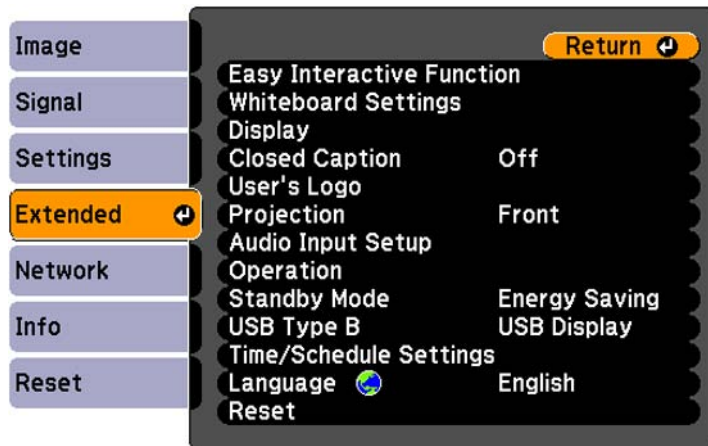 Image
Signal
Settings
Extended
Network
Info
Reset
Return
Easy Interactive Function
Whiteboard Settings
Display
Closed Caption Off
User's Logo
Projection Front
Audio Input Setup
Operation
Standby Mode Energy Saving
USB Type B USB Display
Time/Schedule Settings
Language English
Reset